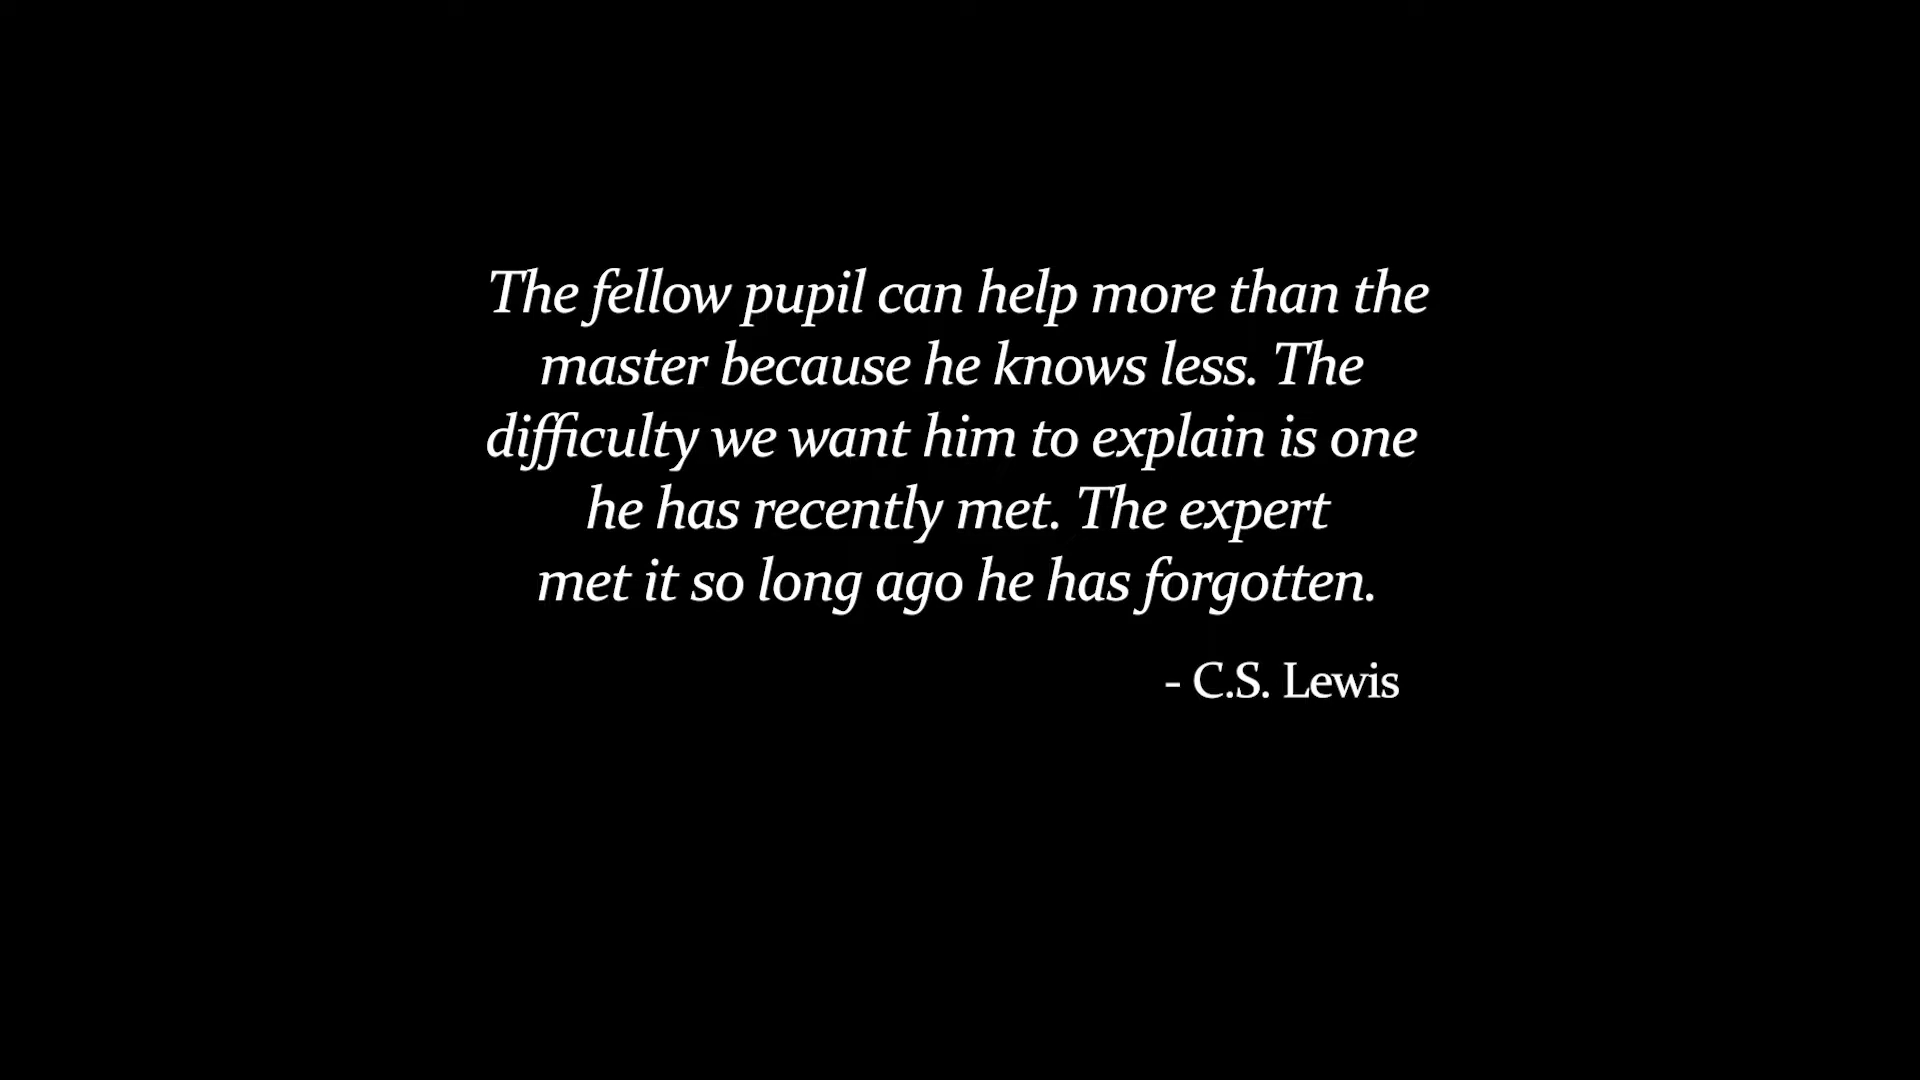 The fellow pupil can help more than the
master because he knows less. The
difficulty we want him to explain is one
he has recently met. The expert
met it so long ago he has forgotten.
- C.S. Lewis